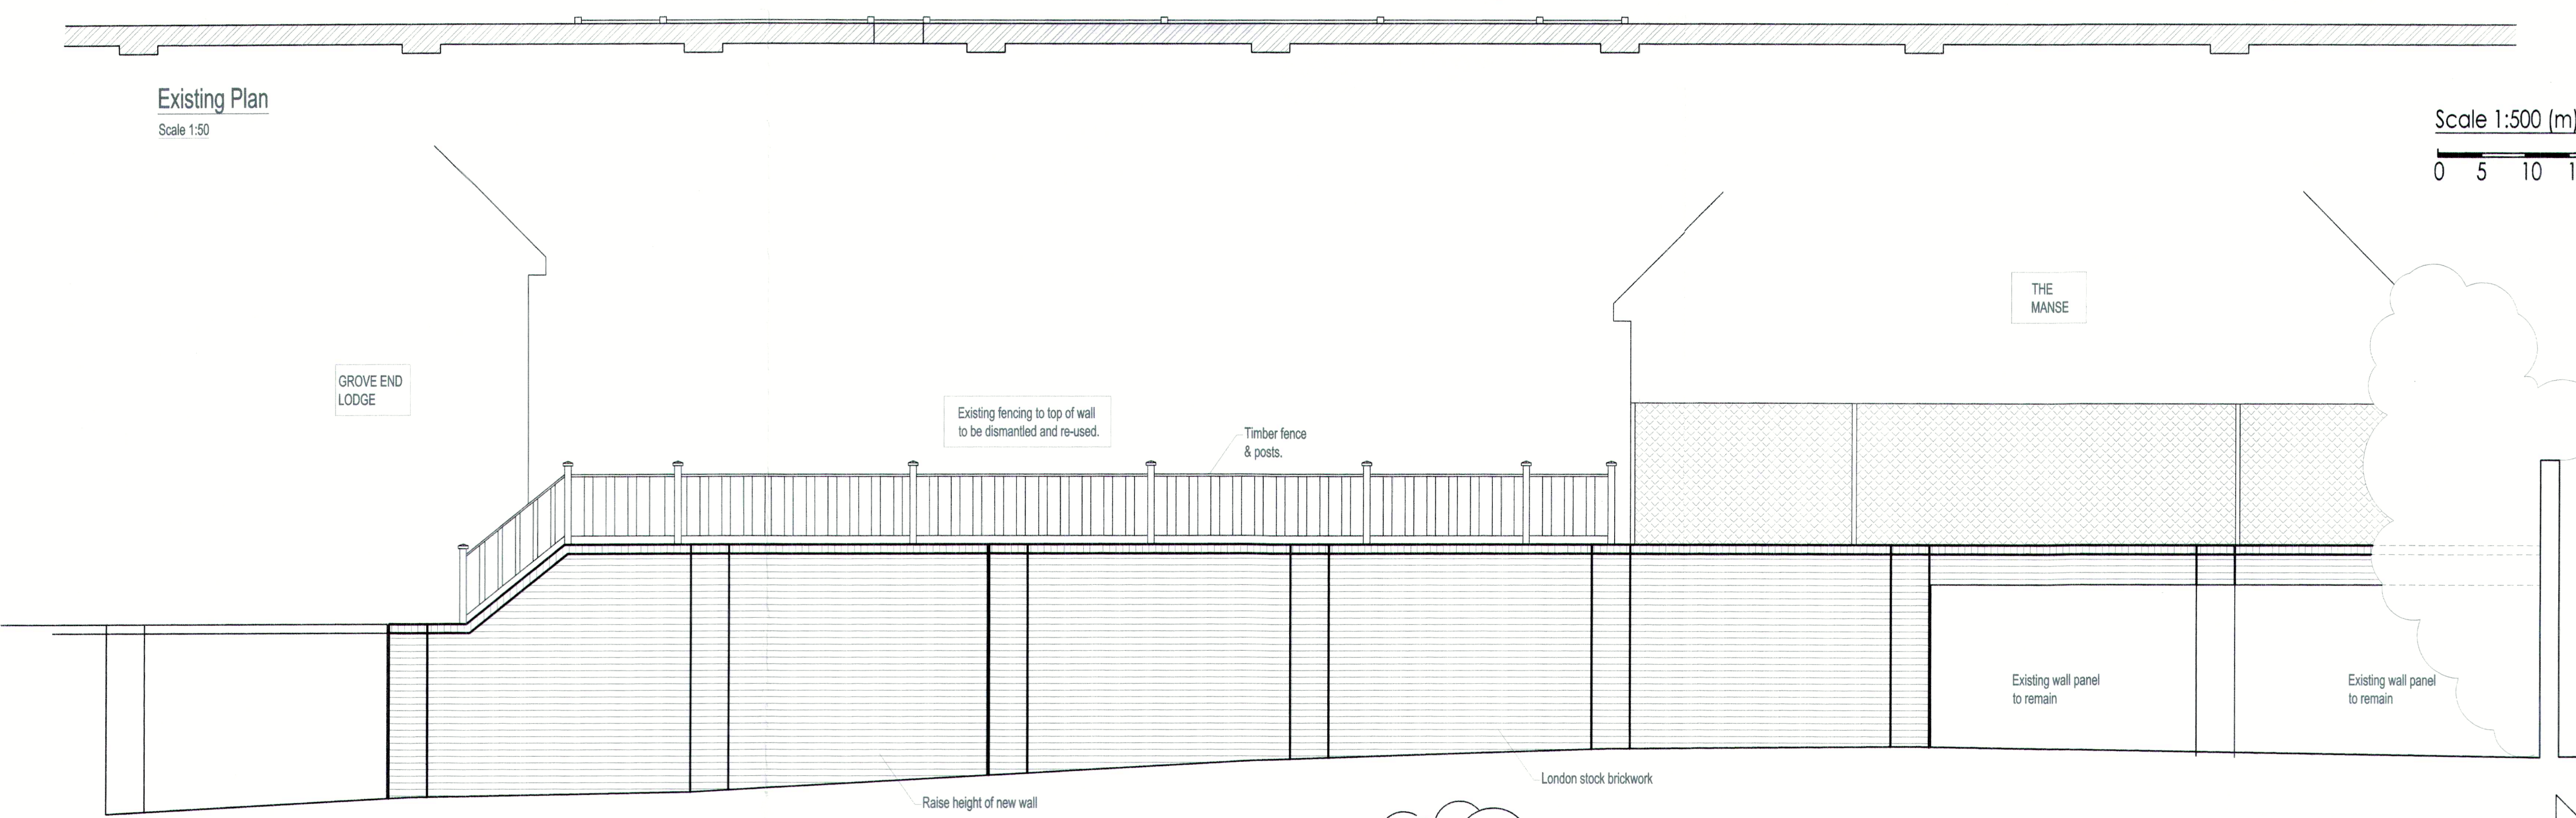 Existing Plan
Scale 1:50
Scale 1:500 (m)
0 5 10 1
THE
MANSE
GROVE END
LODGE
Existing fencing to top of wall
to be dismantled and re-used.
Timber fence
& posts.
Existing wall panel
to remain
Existing wall panel
to remain
London stock brickwork
Raise height of new wall